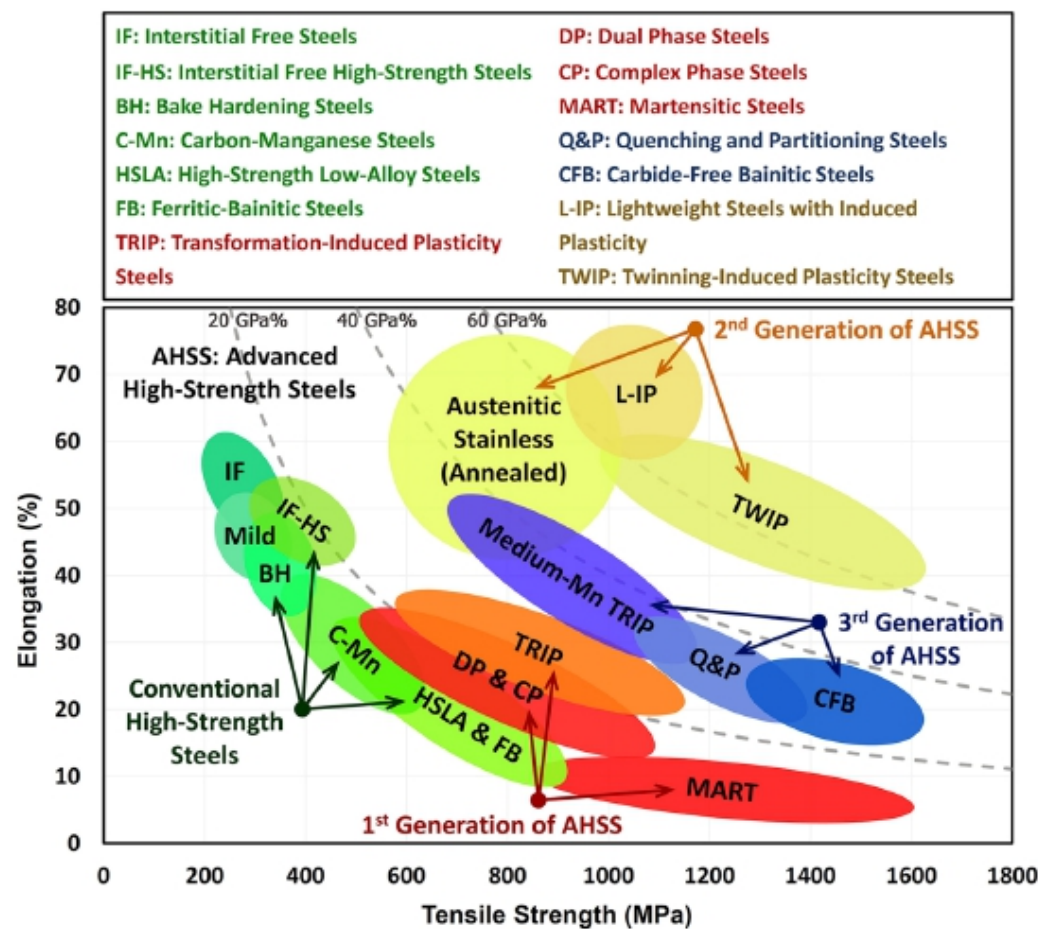 IF: Interstitial Free Steels
IF-HS: Interstitial Free High-Strength Steels
BH: Bake Hardening Steels
C-Mn: Carbon-Manganese Steels
HSLA: High-Strength Low-Alloy Steels
FB: Ferritic-Bainitic Steels
TRIP: Transformation-Induced Plasticity
Steels
DP: Dual Phase Steels
CP: Complex Phase Steels
MART: Martensitic Steels
Q&P: Quenching and Partitioning Steels
CFB: Carbide-Free Bainitic Steels
L-IP: Lightweight Steels with Induced
Plasticity
TWIP: Twinning-Induced Plasticity Steels
80
70
60
50
40
30
20
10
0
Elongation (%)
20 GPa%
40 GPa%
60 GPa%
AHSS: Advanced
High-Strength Steels
2nd Generation of AHSS
Austenitic
Stainless
(Annealed)
L-IP
TWIP
IF
IF-HS
Mild
BH
Medium-Mn TRIP
3rd Generation
of AHSS
C-Mn
TRIP
DP & CP
Q&P
CFB
HSLA & FB
Conventional
High-Strength
Steels
MART
1st Generation of AHSS
0
200
400
600
800
1000
1200
1400
1600
1800
Tensile Strength (MPa)